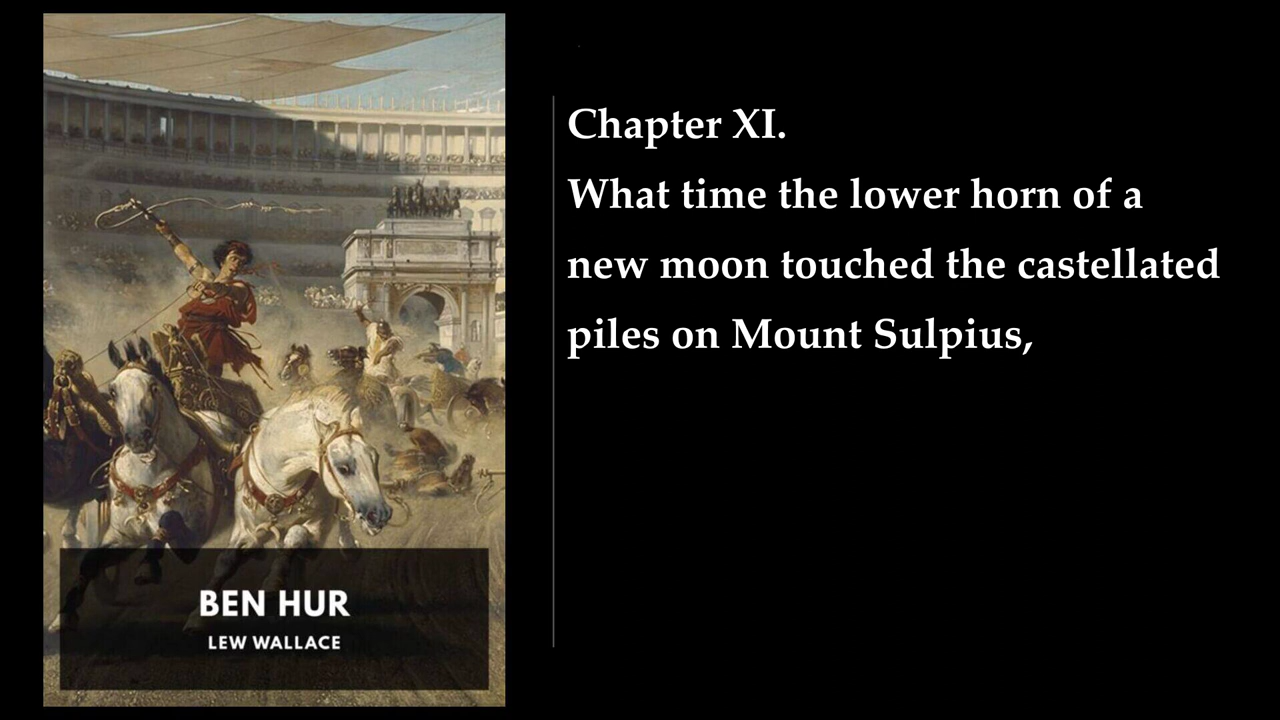 Chapter XI.
What time the lower horn of a
new moon touched the castellated
piles on Mount Sulpius,
BEN HUR
LEW WALLACE